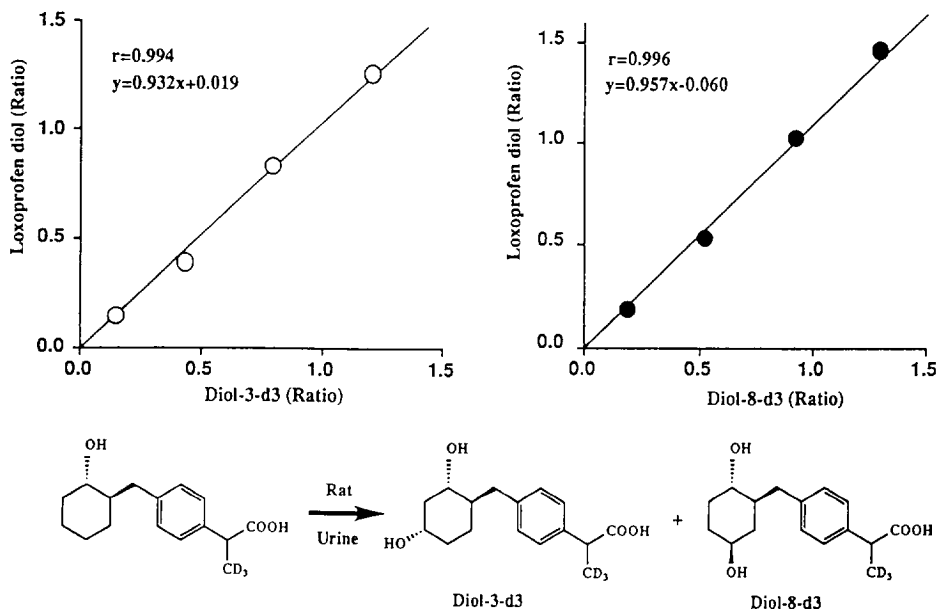 r=0.994
y=0.932x+0.019
Loxoprofen diol (Ratio)
1.5
1.0
0.5
0.0
0.0 0.5 1.0 1.5
Diol-3-d3 (Ratio)
r=0.996
y=0.957x-0.060
Loxoprofen diol (Ratio)
1.5
1.0
0.5
0.0
0.0 0.5 1.0 1.5
Diol-8-d3 (Ratio)
OH
COOH
CD3
Rat
Urine
OH
HO
COOH
CD3
Diol-3-d3
+
OH
OH
COOH
CD3
Diol-8-d3